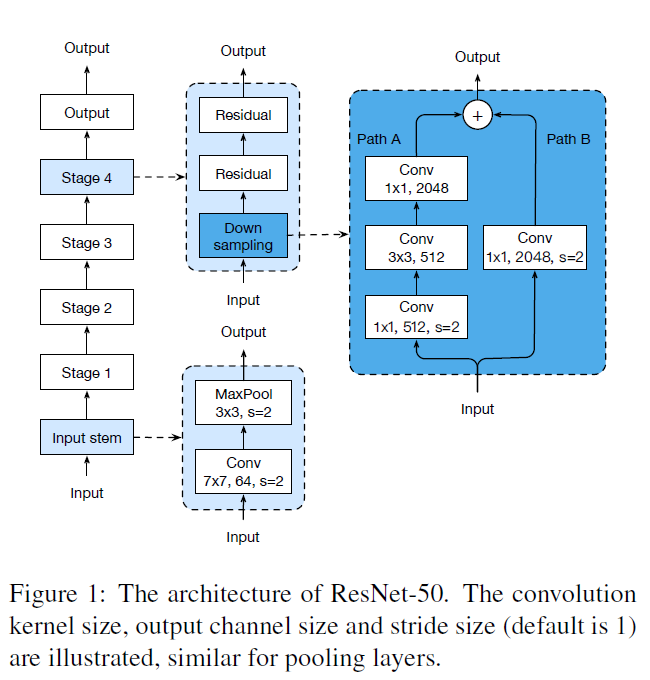 Output
Output
Stage 4
Stage 3
Stage 2
Stage 1
Input stem
Input
Output
Residual
Residual
Down
sampling
Input
Output
MaxPool
3x3, s=2
Conv
7x7, 64, s=2
Input
Output
+
Path A
Path B
Conv
1x1, 2048
Conv
3x3, 512
Conv
1x1, 2048, s=2
Conv
1x1, 512, s=2
Input
Figure 1: The architecture of ResNet-50. The convolution
kernel size, output channel size and stride size (default is 1)
are illustrated, similar for pooling layers.